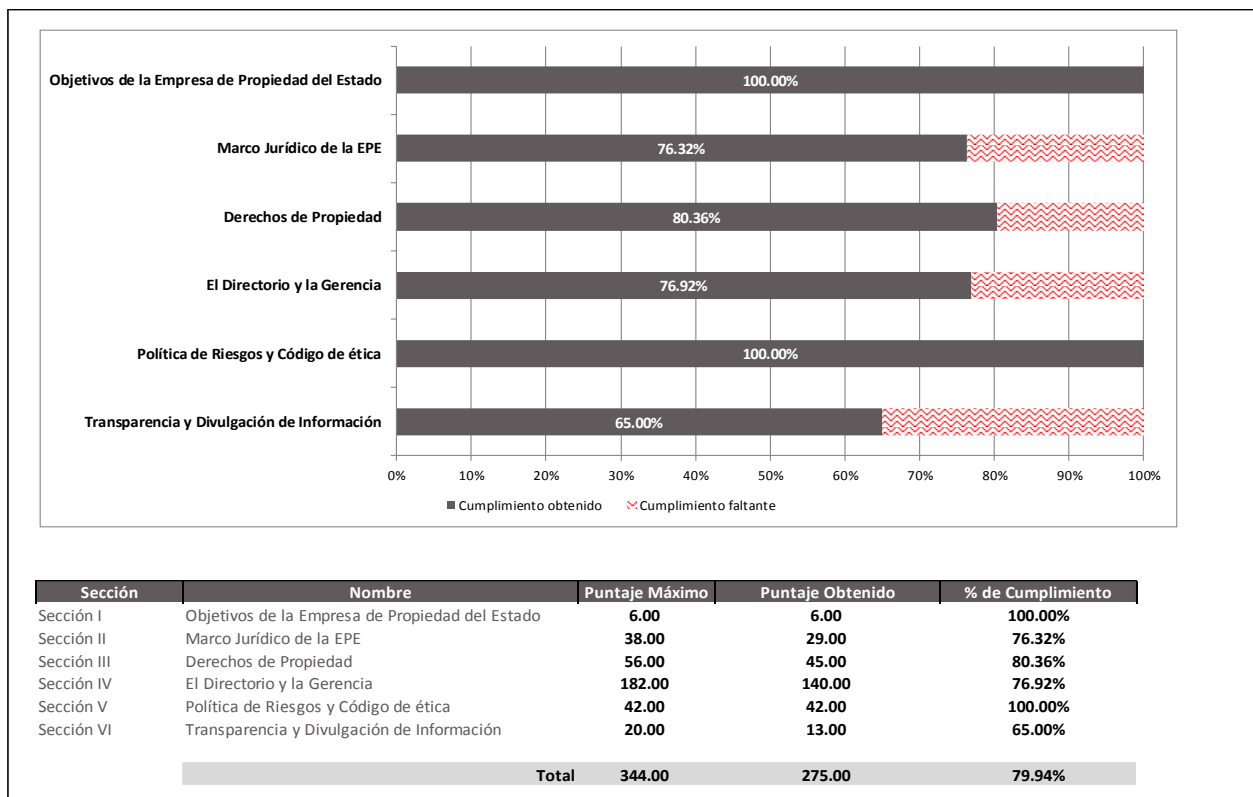 Objetivos de la Empresa de Propiedad del Estado
100.00%
Marco Jurídico de la EPE
76.32%
Derechos de Propiedad
80.36%
El Directorio y la Gerencia
76.92%
Política de Riesgos y Código de ética
100.00%
Transparencia y Divulgación de Información
65.00%
0% 10% 20% 30% 40% 50% 60% 70% 80% 90% 100%
Cumplimiento obtenido Cumplimiento faltante
Sección Nombre Puntaje Máximo Puntaje Obtenido % de Cumplimiento
Sección I Objetivos de la Empresa de Propiedad del Estado 6.00 6.00 100.00%
Sección II Marco Jurídico de la EPE 38.00 29.00 76.32%
Sección III Derechos de Propiedad 56.00 45.00 80.36%
Sección IV El Directorio y la Gerencia 182.00 140.00 76.92%
Sección V Política de Riesgos y Código de ética 42.00 42.00 100.00%
Sección VI Transparencia y Divulgación de Información 20.00 13.00 65.00%
Total 344.00 275.00 79.94%